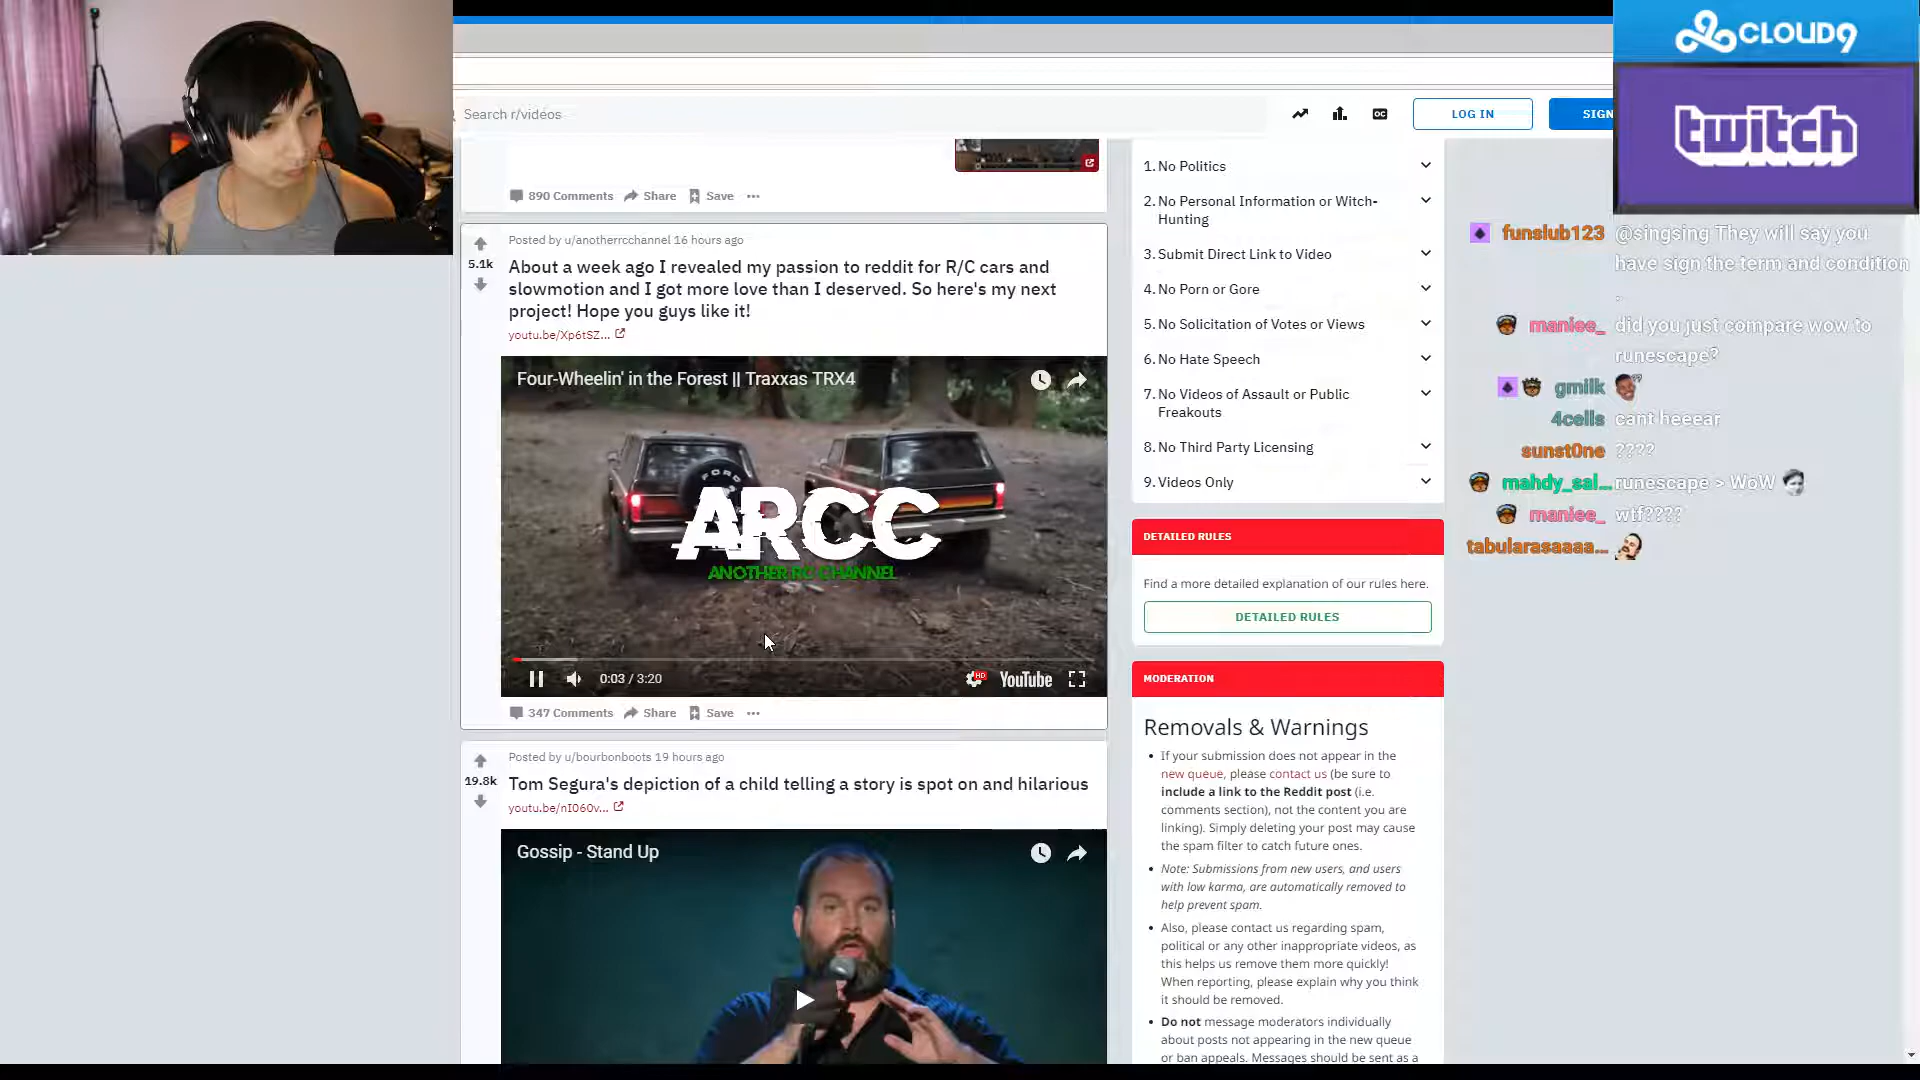 CLOUD9
twitch
Search r/videos
LOG IN
SIGN
890 Comments Share Save
5.1k
Posted by u/anotherrcchannel 16 hours ago
About a week ago I revealed my passion to reddit for R/C cars and
slowmotion and I got more love than I deserved. So here's my next
project! Hope you guys like it!
youtu.be/Xp6tSZ...
Four-Wheelin' in the Forest || Traxxas TRX4
FORD
ARCC
ANOTHER RC CHANNEL
0:03 / 3:20
HD
YouTube
347 Comments Share Save
19.8k
Posted by u/bourbonboots 19 hours ago
Tom Segura's depiction of a child telling a story is spot on and hilarious
youtu.be/nI060v...
Gossip - Stand Up
1. No Politics
2. No Personal Information or Witch-
Hunting
3. Submit Direct Link to Video
4. No Porn or Gore
5. No Solicitation of Votes or Views
6. No Hate Speech
7. No Videos of Assault or Public
Freakouts
8. No Third Party Licensing
9. Videos Only
DETAILED RULES
Find a more detailed explanation of our rules here.
DETAILED RULES
MODERATION
Removals & Warnings
• If your submission does not appear in the
new queue, please contact us (be sure to
include a link to the Reddit post (i.e.
comments section), not the content you are
linking). Simply deleting your post may cause
the spam filter to catch future ones.
• Note: Submissions from new users, and users
with low karma, are automatically removed to
help prevent spam.
• Also, please contact us regarding spam,
political or any other inappropriate videos, as
this helps us remove them more quickly!
When reporting, please explain why you think
it should be removed.
• Do not message moderators individually
about posts not appearing in the new queue
or ban appeals. Messages should be sent as a
funslub123 @singsing They will say you
have sign the term and condition
.
maniee_ did you just compare wow to
runescape?
gmiik
4cells cant heeear
sunst0ne ????
mahdy_sal... runescape > WoW
maniee_ wtf????
tabularasaaaa...